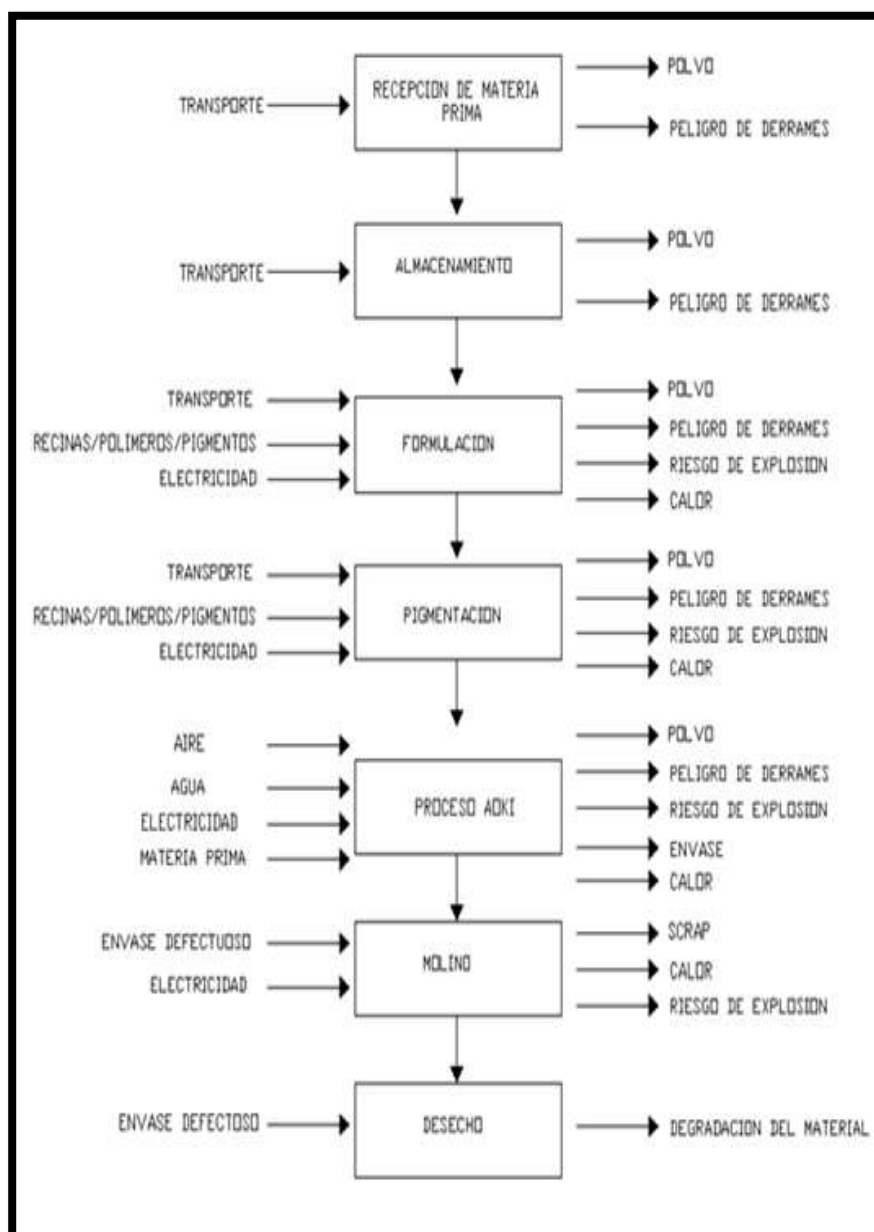 RECEPCION DE MATERIA
PRIMA
TRANSPORTE
POLVO
PELIGRO DE DERRAMES
ALMACENAMIENTO
TRANSPORTE
POLVO
PELIGRO DE DERRAMES
FORMULACION
TRANSPORTE
RECINAS/POLIMEROS/PIGMENTOS
ELECTRICIDAD
POLVO
PELIGRO DE DERRAMES
RIESGO DE EXPLOSION
CALOR
PIGMENTACION
TRANSPORTE
RECINAS/POLIMEROS/PIGMENTOS
ELECTRICIDAD
POLVO
PELIGRO DE DERRAMES
RIESGO DE EXPLOSION
CALOR
PROCESO AOKI
AIRE
AGUA
ELECTRICIDAD
MATERIA PRIMA
POLVO
PELIGRO DE DERRAMES
RIESGO DE EXPLOSION
ENVASE
CALOR
MOLINO
ENVASE DEFECTUOSO
ELECTRICIDAD
SCRAP
CALOR
RIESGO DE EXPLOSION
DESECHO
ENVASE DEFECTOSO
DEGRADACION DEL MATERIAL